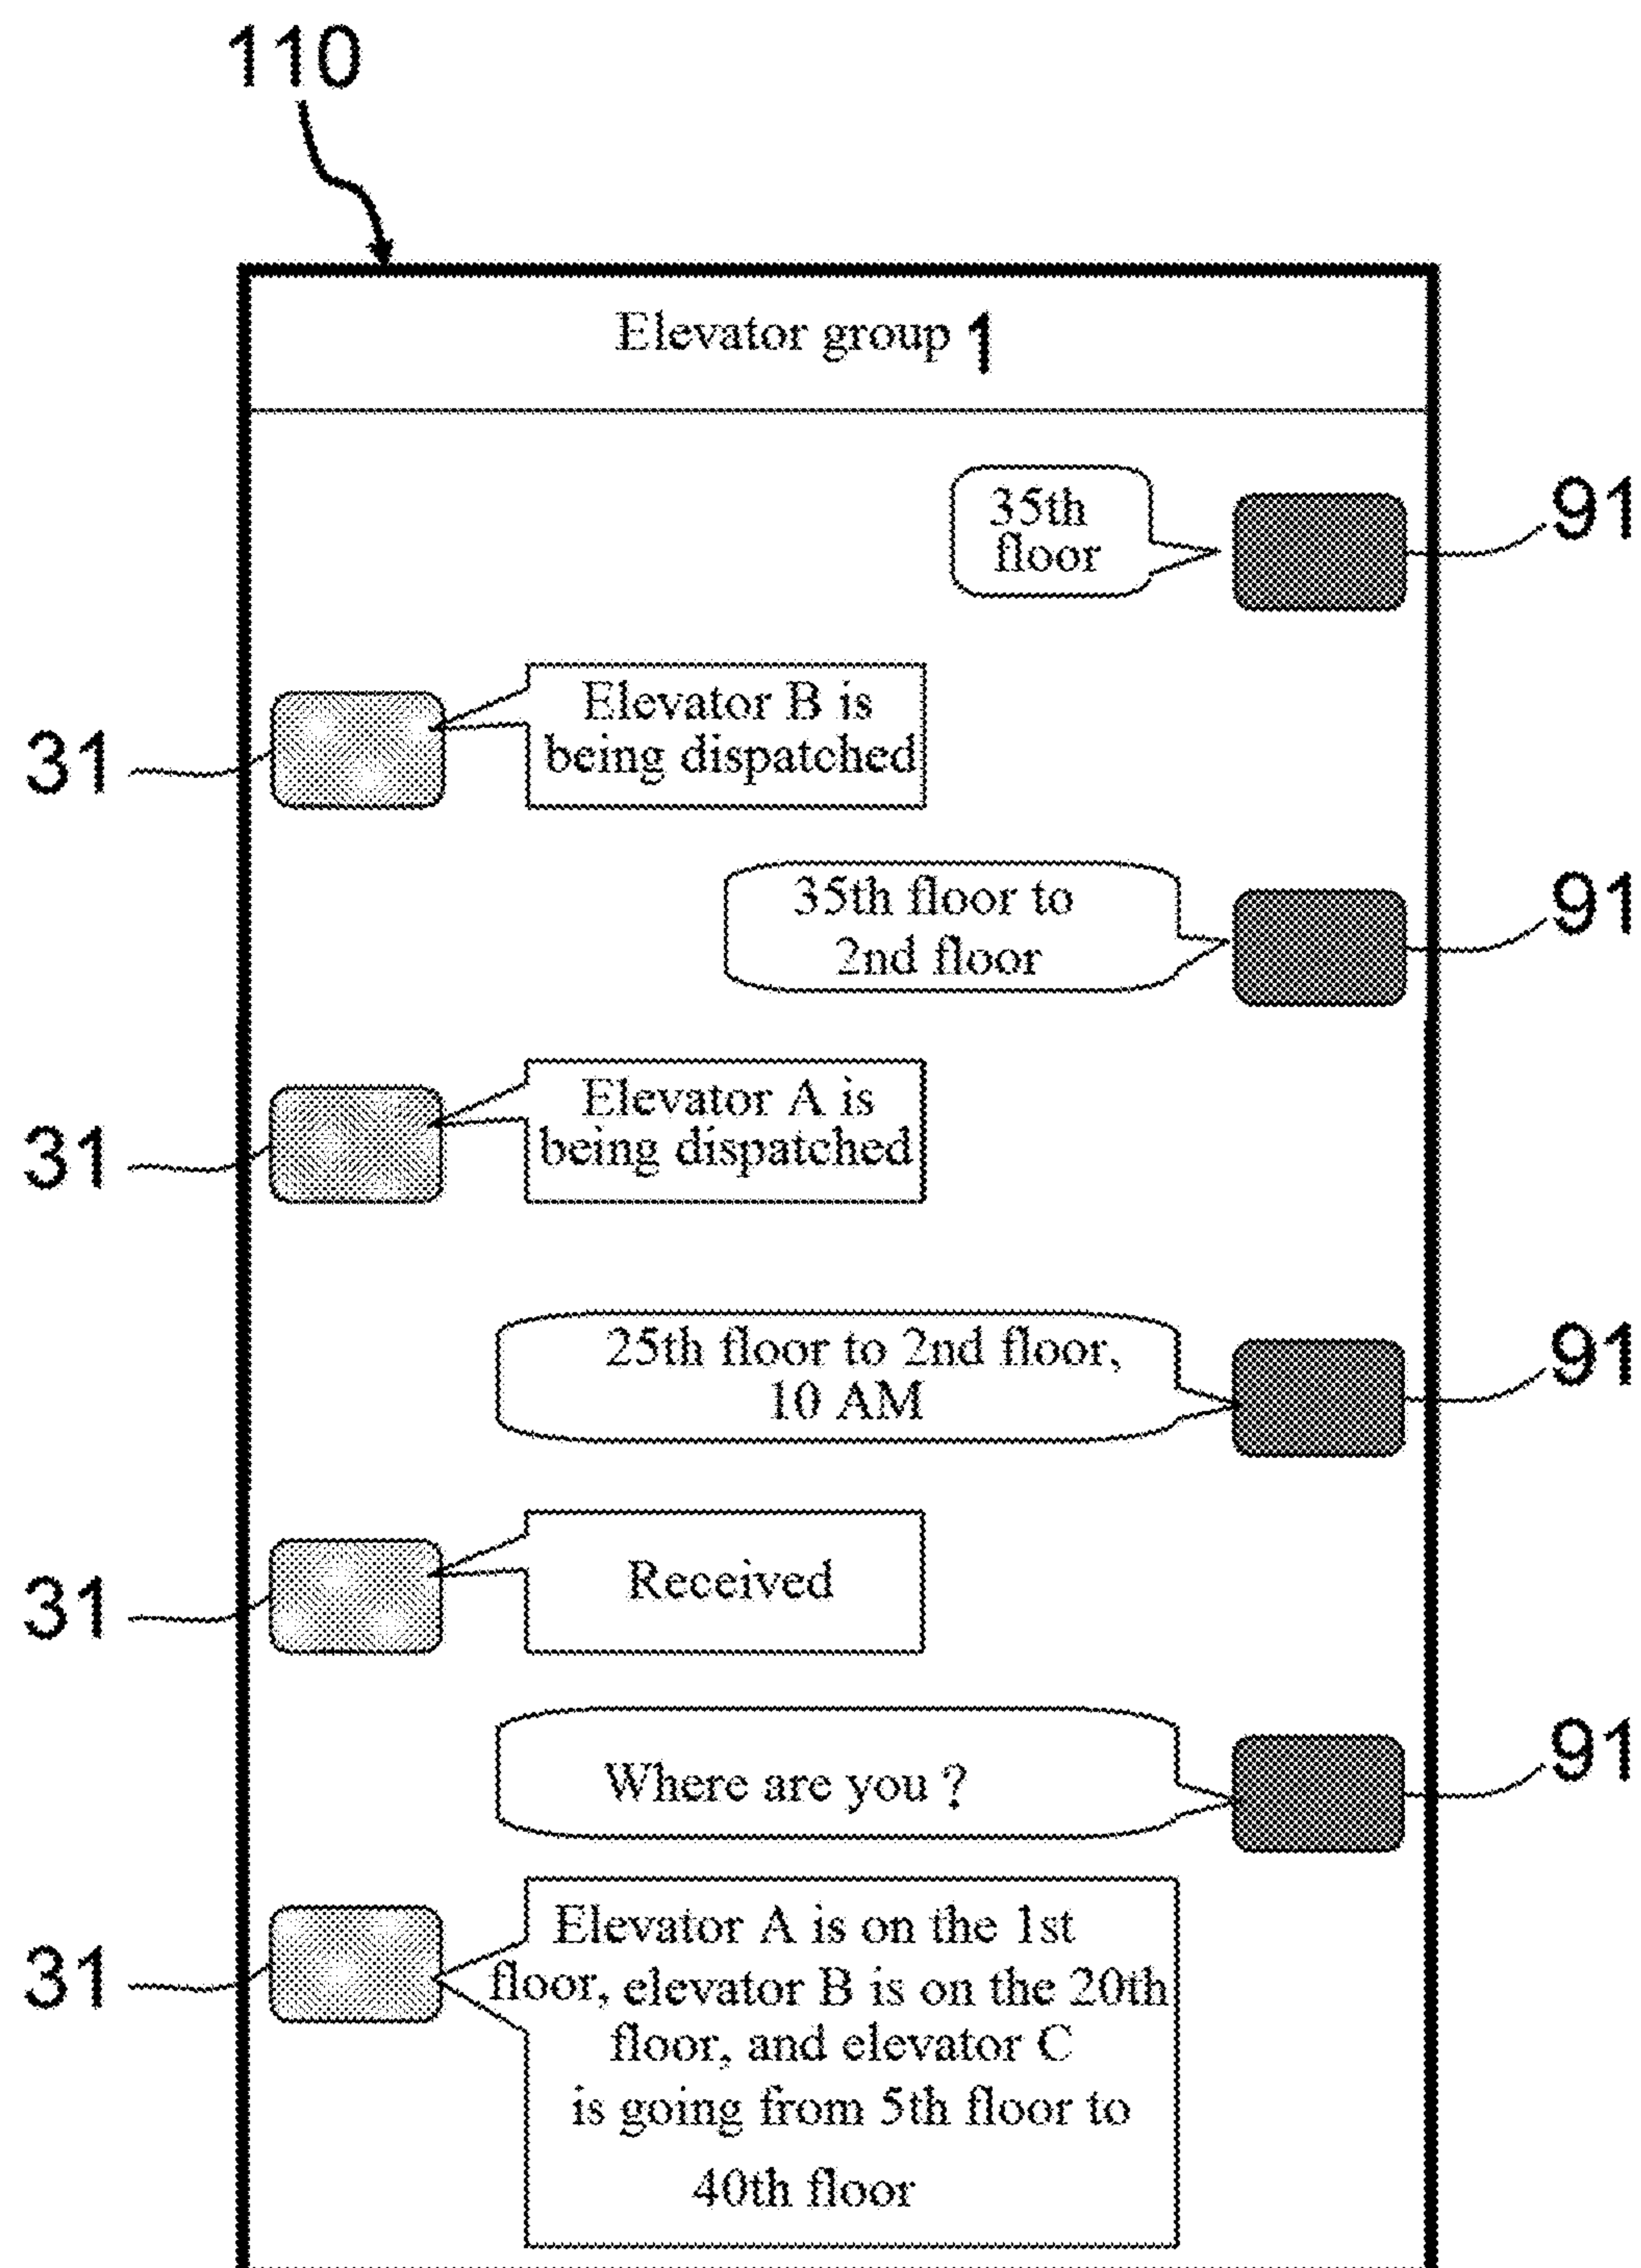 110
Elevator group 1
35th
floor
91
Elevator B is
being dispatched
31
35th floor to
2nd floor
91
Elevator A is
being dispatched
31
25th floor to 2nd floor,
10 AM
91
Received
31
Where are you ?
91
Elevator A is on the 1st
floor, elevator B is on the 20th
floor, and elevator C
is going from 5th floor to
40th floor
31